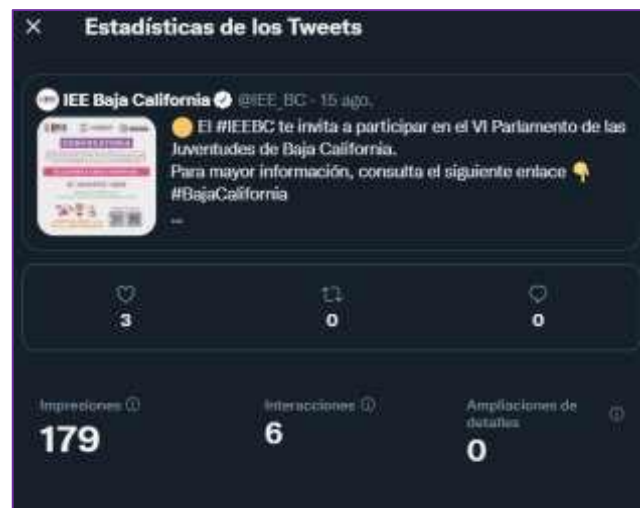 Estadísticas de los Tweets
IEE Baja California @IEE_BC · 15 ago.
El #IEEBC te invita a participar en el VI Parlamento de las
Juventudes de Baja California.
Para mayor información, consulta el siguiente enlace 👇
#BajaCalifornia
...
CONVOCATORIA
3
0
0
Impresiones
179
Interacciones
6
Ampliaciones de
detalles
0